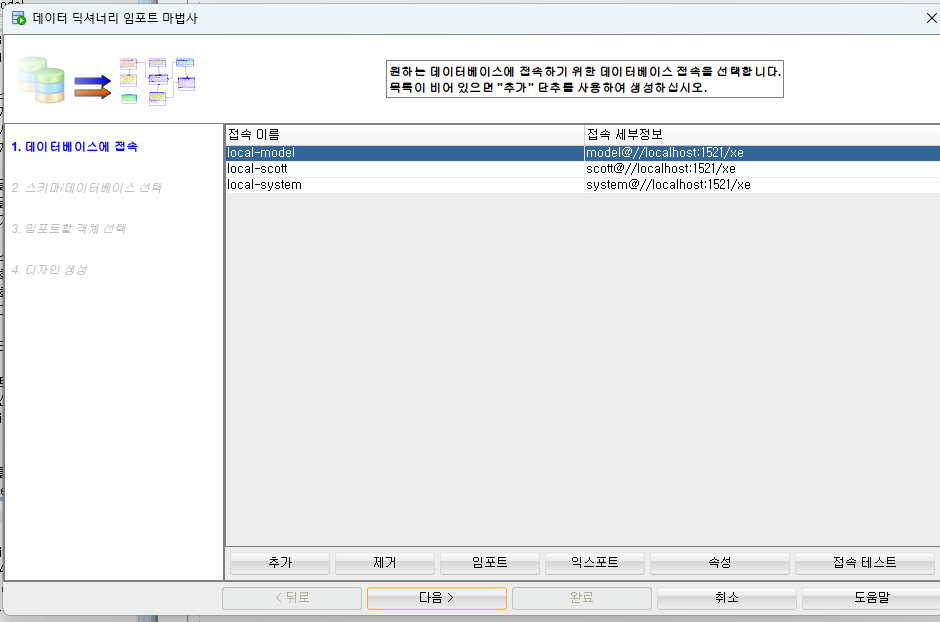 데이터 딕셔너리 임포트 마법사
원하는 데이터베이스에 접속하기 위한 데이터베이스 접속을 선택합니다.
목록이 비어 있으면 "추가" 단추를 사용하여 생성하십시오.
1. 데이터베이스에 접속
2. 스키마/데이터베이스 선택
3. 임포트할 객체 선택
4. 디자인 생성
접속 이름 접속 세부정보
local-model model@//localhost:1521/xe
local-scott scott@//localhost:1521/xe
local-system system@//localhost:1521/xe
추가 제거 임포트 익스포트 속성 접속 테스트
< 뒤로 다음 > 완료 취소 도움말